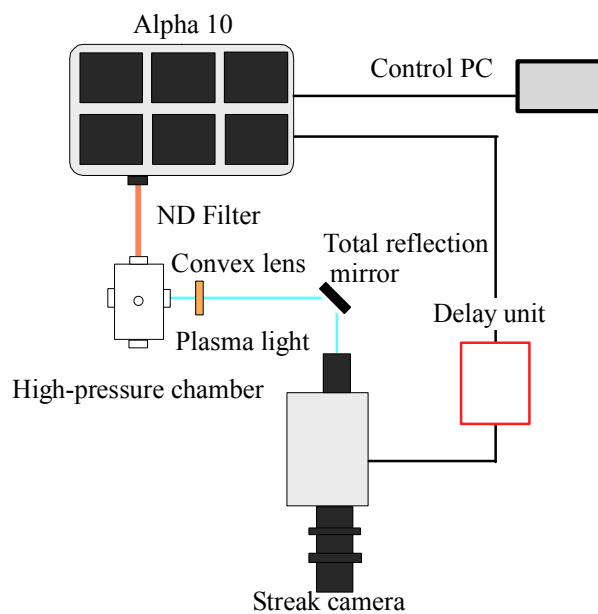 Alpha 10
Control PC
ND Filter
Total reflection
mirror
Convex lens
Delay unit
Plasma light
High-pressure chamber
Streak camera